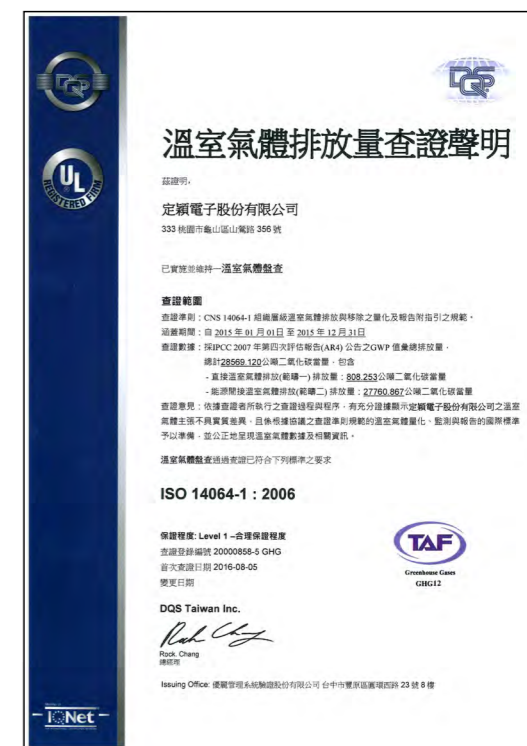 DQS
DQS
UL
REGISTERED FIRM
溫室氣體排放量查證聲明
茲證明，
定穎電子股份有限公司
333 桃園市龜山區山鶯路 356 號
已實施並維持一溫室氣體盤查
查證範圍
查證準則：CNS 14064-1 組織層級溫室氣體排放與移除之量化及報告附指引之規範。
涵蓋期間：自 2015 年 01 月 01日 至 2015 年 12 月 31日
查證數據：採IPCC 2007 年第四次評估報告(AR4) 公告之GWP 值彙總排放量，
總計28569.120公噸二氧化碳當量，包含
- 直接溫室氣體排放(範疇一) 排放量：808.253公噸二氧化碳當量
- 能源間接溫室氣體排放(範疇二) 排放量：27760.867公噸二氧化碳當量
查證意見：依據查證者所執行之查證過程與程序，有充分證據顯示定穎電子股份有限公司之溫室
氣體主張不具實質差異，且係根據協議之查證準則規範的溫室氣體量化、監測與報告的國際標準
予以準備，並公正地呈現溫室氣體數據及相關資訊。
溫室氣體盤查通過查證已符合下列標準之要求
ISO 14064-1 : 2006
保證程度: Level 1 –合理保證程度
查證登錄編號 20000858-5 GHG
首次查證日期 2016-08-05
變更日期
TAF
Greenhouse Gases
GHG12
DQS Taiwan Inc.
Rock Chang
Rock. Chang
總經理
Issuing Office: 優麗管理系統驗證股份有限公司 台中市豐原區圓環西路 23 號 8 樓
IQNet